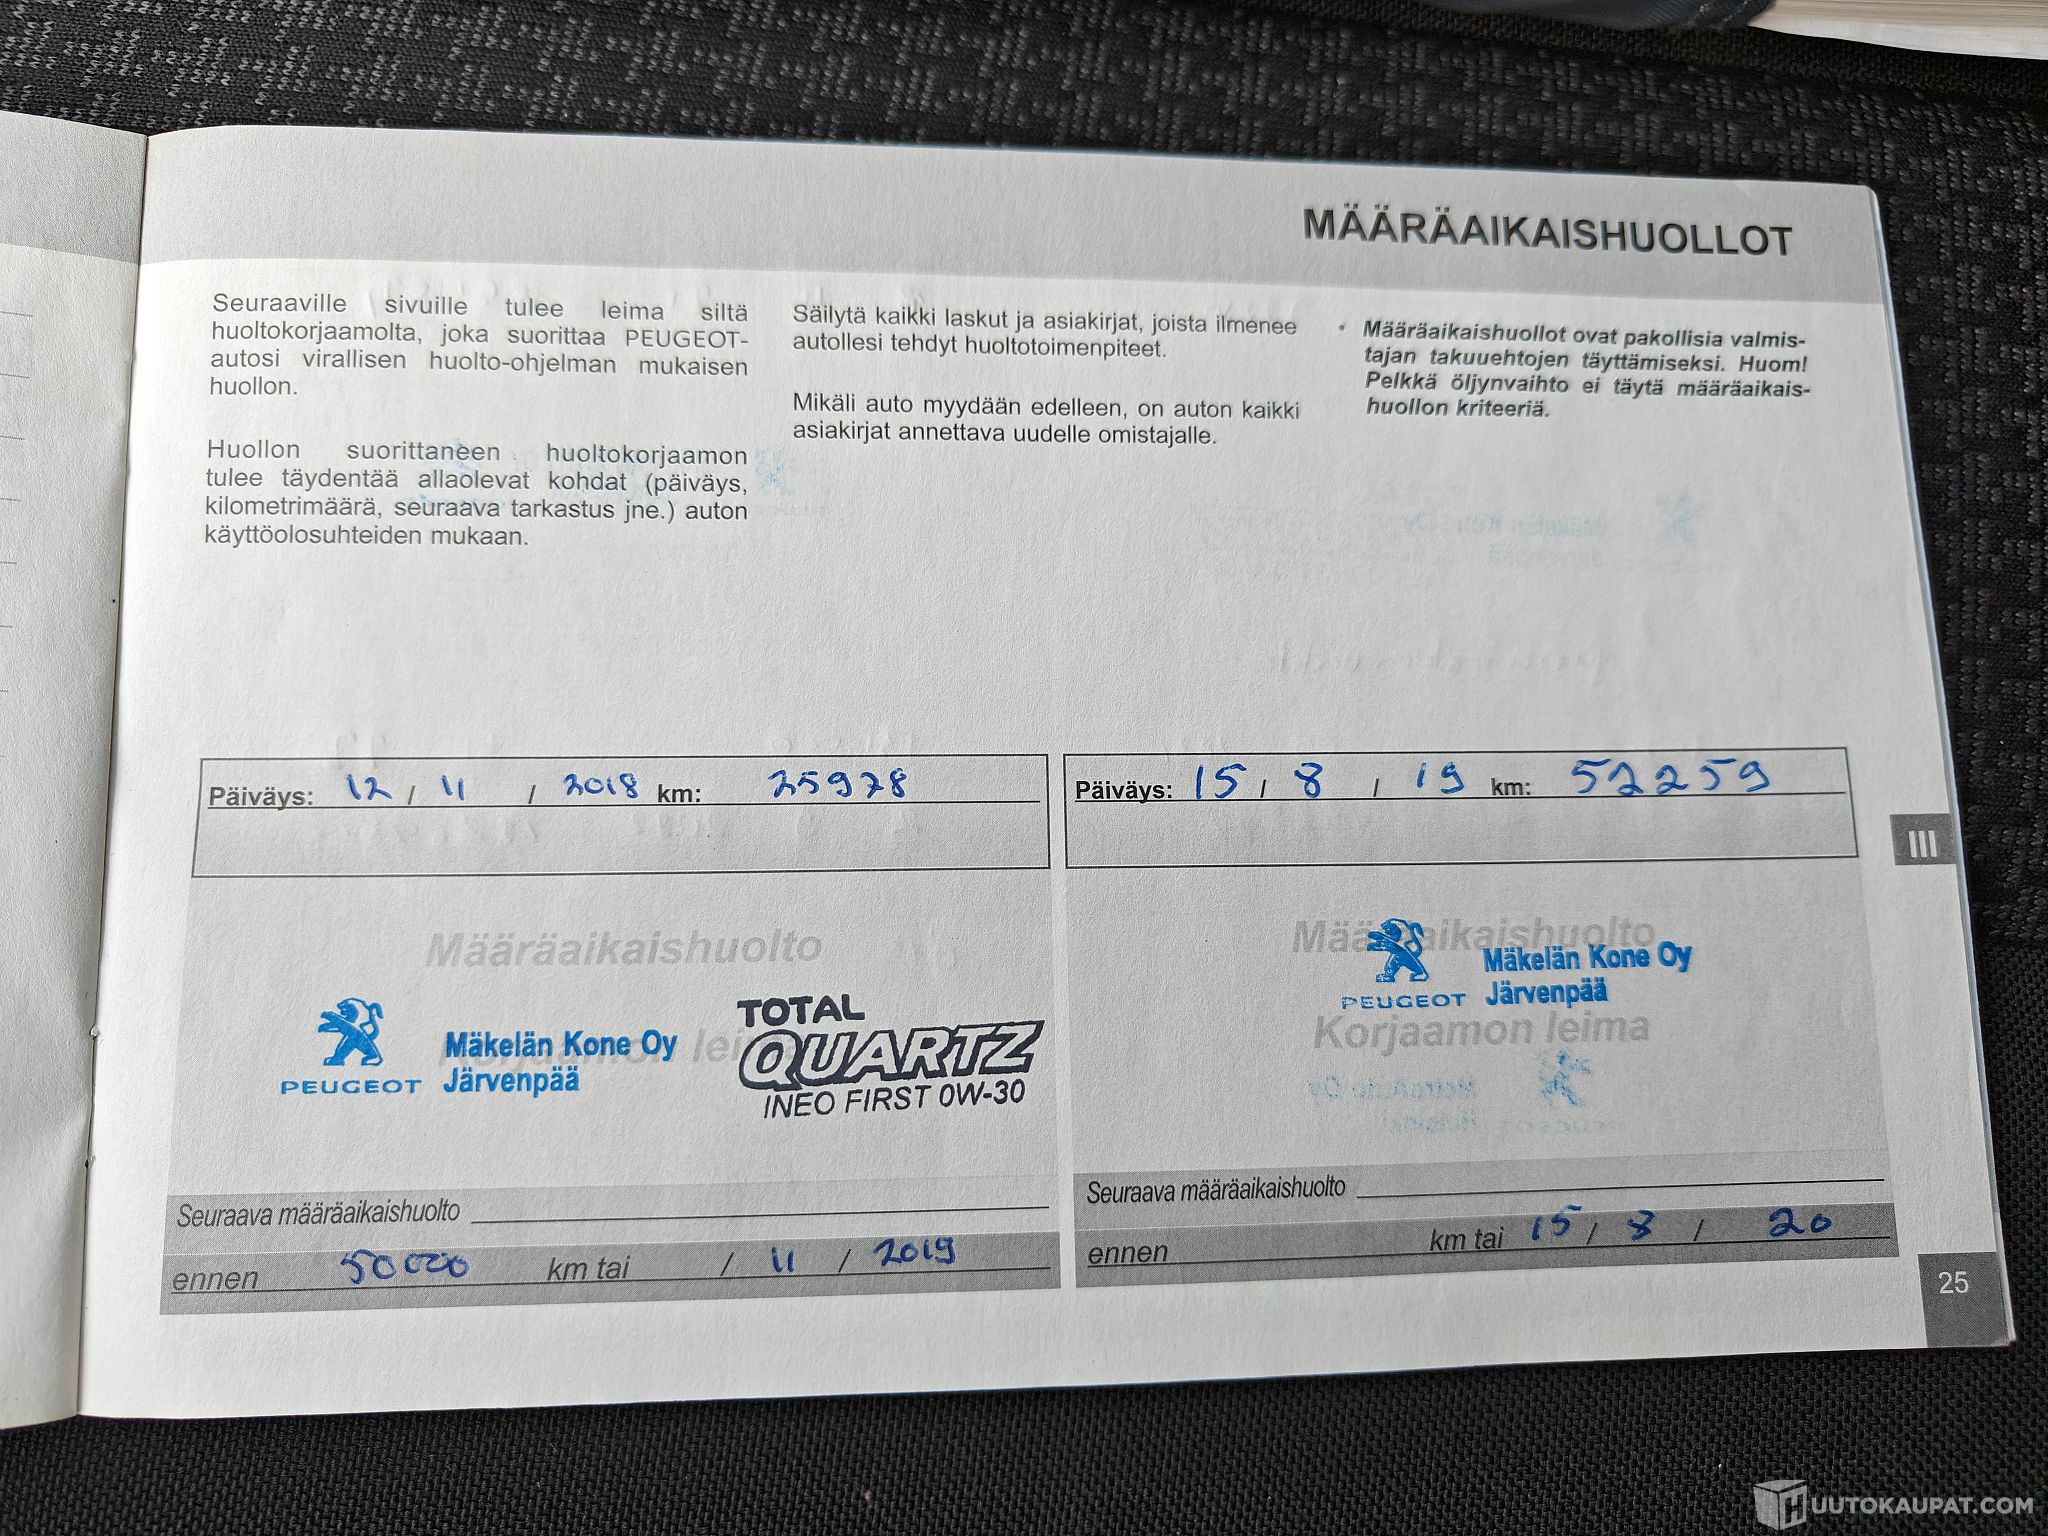 MÄÄRÄAIKAISHUOLLOT
Seuraaville sivuille tulee leima siltä
huoltokorjaamolta, joka suorittaa PEUGEOT-
autosi virallisen huolto-ohjelman mukaisen
huollon.
Huollon suorittaneen huoltokorjaamon
tulee täydentää allaolevat kohdat (päiväys,
kilometrimäärä, seuraava tarkastus jne.) auton
käyttöolosuhteiden mukaan.
Säilytä kaikki laskut ja asiakirjat, joista ilmenee
autollesi tehdyt huoltotoimenpiteet.
Mikäli auto myydään edelleen, on auton kaikki
asiakirjat annettava uudelle omistajalle.
• Määräaikaishuollot ovat pakollisia valmis-
tajan takuuehtojen täyttämiseksi. Huom!
Pelkkä öljynvaihto ei täytä määräaikais-
huollon kriteeriä.
Päiväys: 12 / 11 / 2018 km: 25978
Määräaikaishuolto
Korjaamon leima
PEUGEOT
Mäkelän Kone Oy
Järvenpää
TOTAL
QUARTZ
INEO FIRST 0W-30
Seuraava määräaikaishuolto
ennen 50000 km tai / 11 / 2019
Päiväys: 15 / 8 / 19 km: 52259
Määräaikaishuolto
PEUGEOT
Mäkelän Kone Oy
Järvenpää
Korjaamon leima
Seuraava määräaikaishuolto
ennen km tai 15 / 8 / 20
III
25
HUUTOKAUPAT.COM